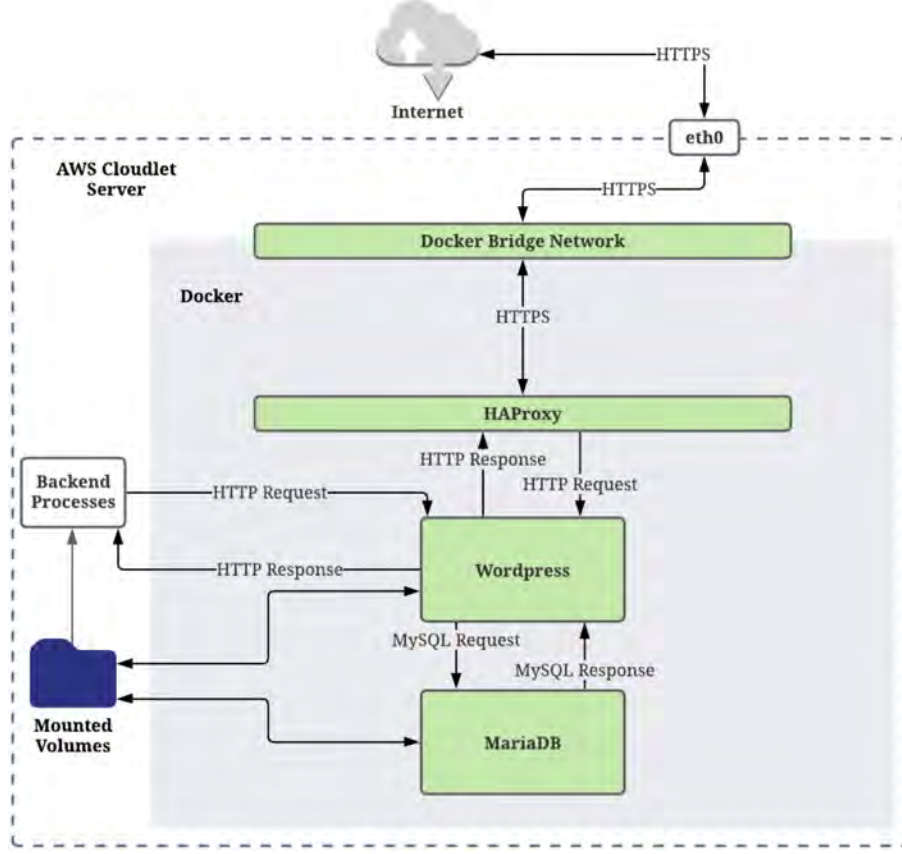 HTTPS
Internet
eth0
AWS Cloudlet
Server
HTTPS
Docker Bridge Network
Docker
HTTPS
HAProxy
HTTP Response
HTTP Request
Backend
Processes
HTTP Request
Wordpress
HTTP Response
MySQL Request
MySQL Response
Mounted
Volumes
MariaDB